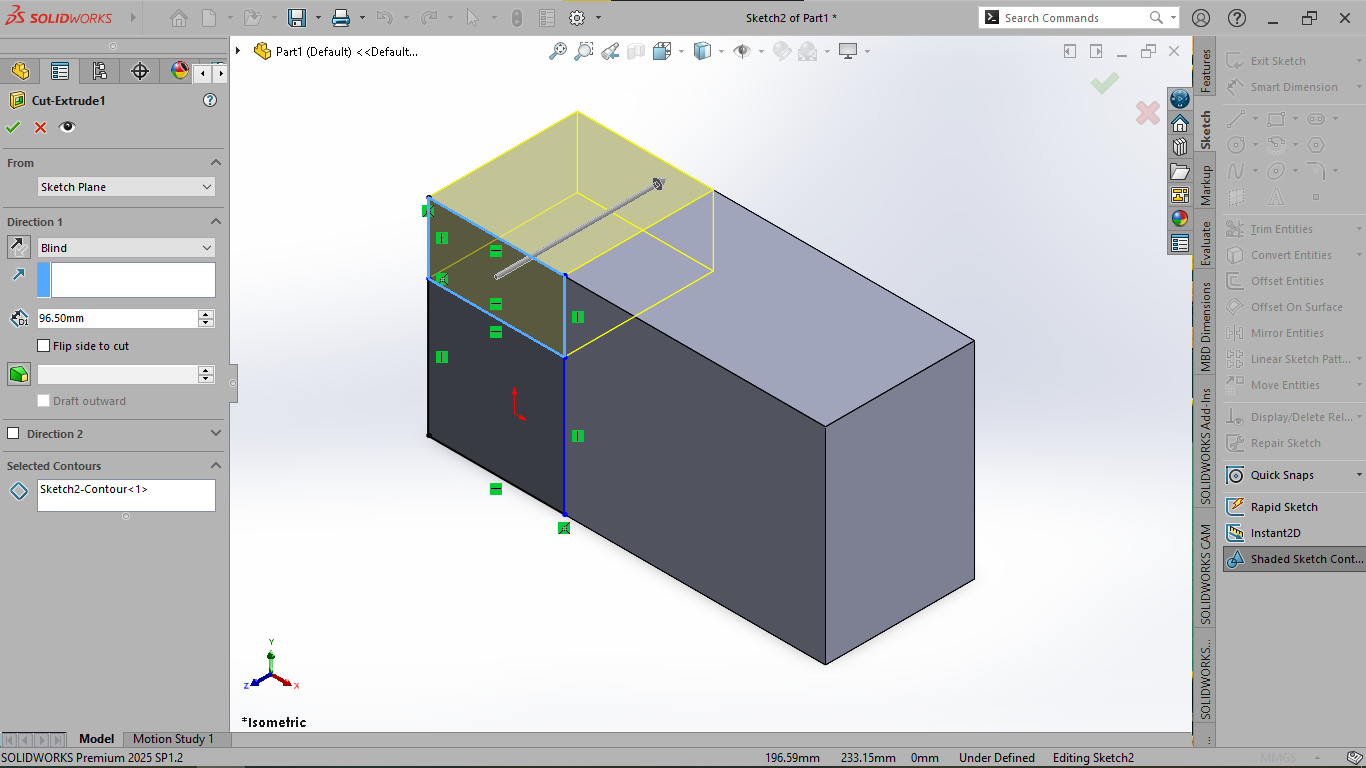 SOLIDWORKS
Sketch2 of Part1 *
Search Commands
Part1 (Default) <<Default...
Cut-Extrude1
From
Sketch Plane
Direction 1
Blind
D1
96.50mm
Flip side to cut
Draft outward
Direction 2
Selected Contours
Sketch2-Contour<1>
Y
Z
X
*Isometric
Features
Sketch
Markup
Evaluate
MBD Dimensions
SOLIDWORKS Add-Ins
SOLIDWORKS CAM
SOLIDWORKS...
Exit Sketch
Smart Dimension
Trim Entities
Convert Entities
Offset Entities
Offset On Surface
Mirror Entities
Linear Sketch Patt...
Move Entities
Display/Delete Rel...
Repair Sketch
Quick Snaps
Rapid Sketch
Instant2D
Shaded Sketch Cont...
Model
Motion Study 1
SOLIDWORKS Premium 2025 SP1.2
196.59mm
233.15mm
0mm
Under Defined
Editing Sketch2
MMGS